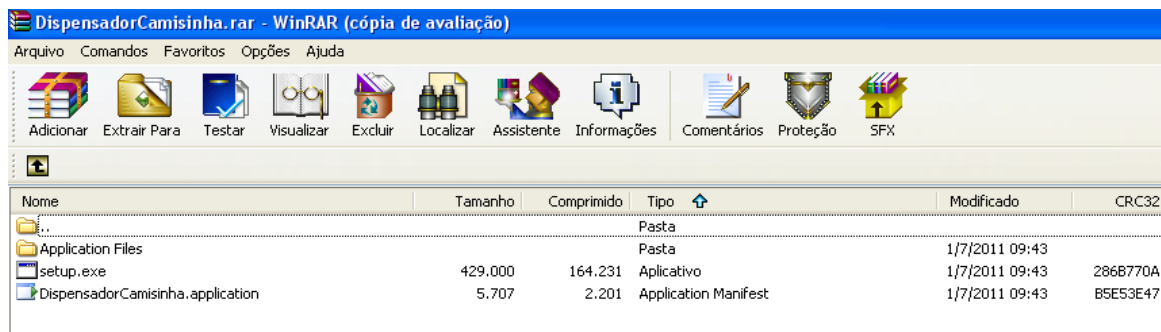 DispensadorCamisinha.rar - WinRAR (cópia de avaliação)
Arquivo Comandos Favoritos Opções Ajuda
Adicionar Extrair Para Testar Visualizar Excluir Localizar Assistente Informações Comentários Proteção SFX
Nome Tamanho Comprimido Tipo Modificado CRC32
.. Pasta
Application Files Pasta 1/7/2011 09:43
setup.exe 429.000 164.231 Aplicativo 1/7/2011 09:43 286B770A
DispensadorCamisinha.application 5.707 2.201 Application Manifest 1/7/2011 09:43 B5E53E47